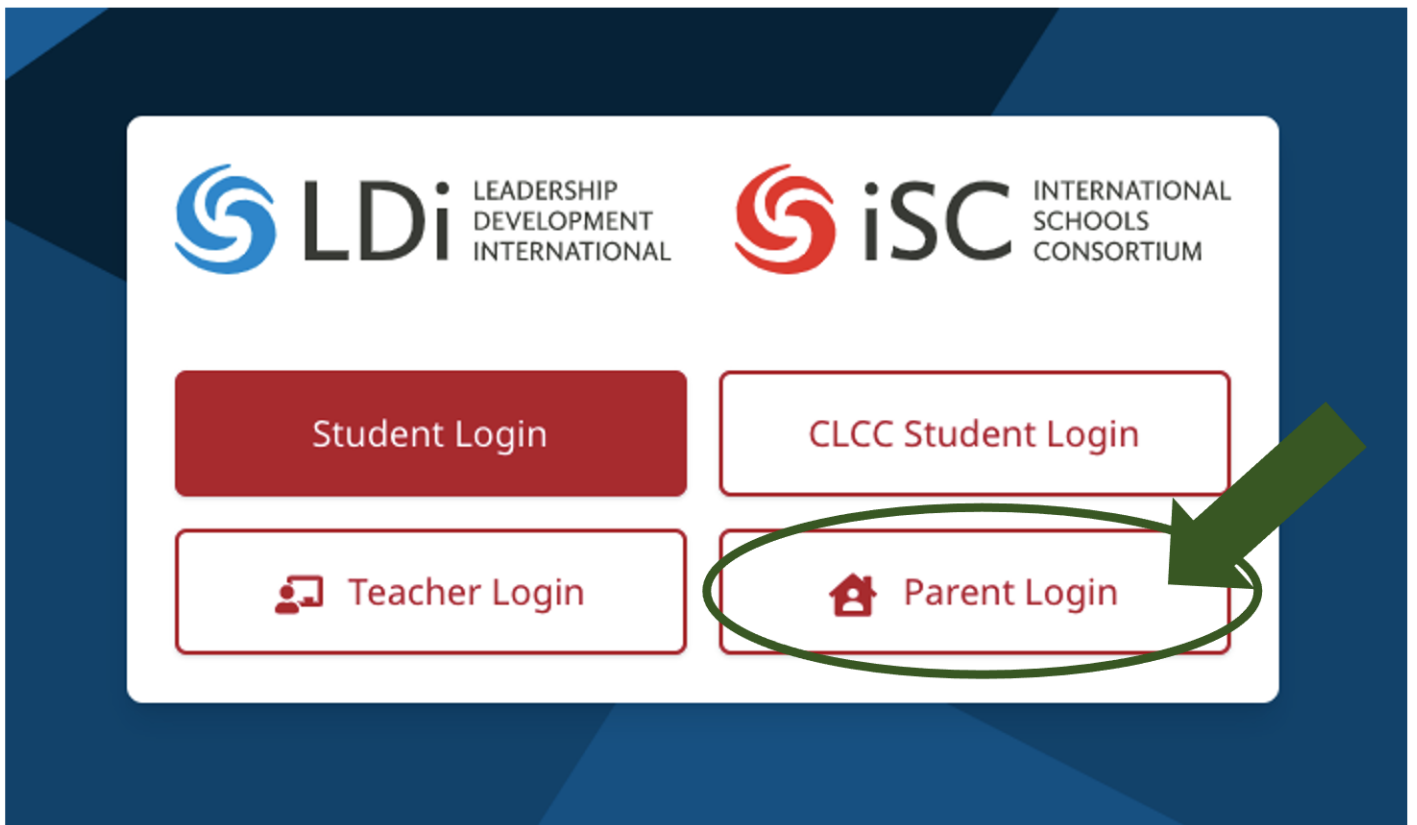 LDi LEADERSHIP
DEVELOPMENT
INTERNATIONAL
iSC INTERNATIONAL
SCHOOLS
CONSORTIUM
Student Login
CLCC Student Login
Teacher Login
Parent Login